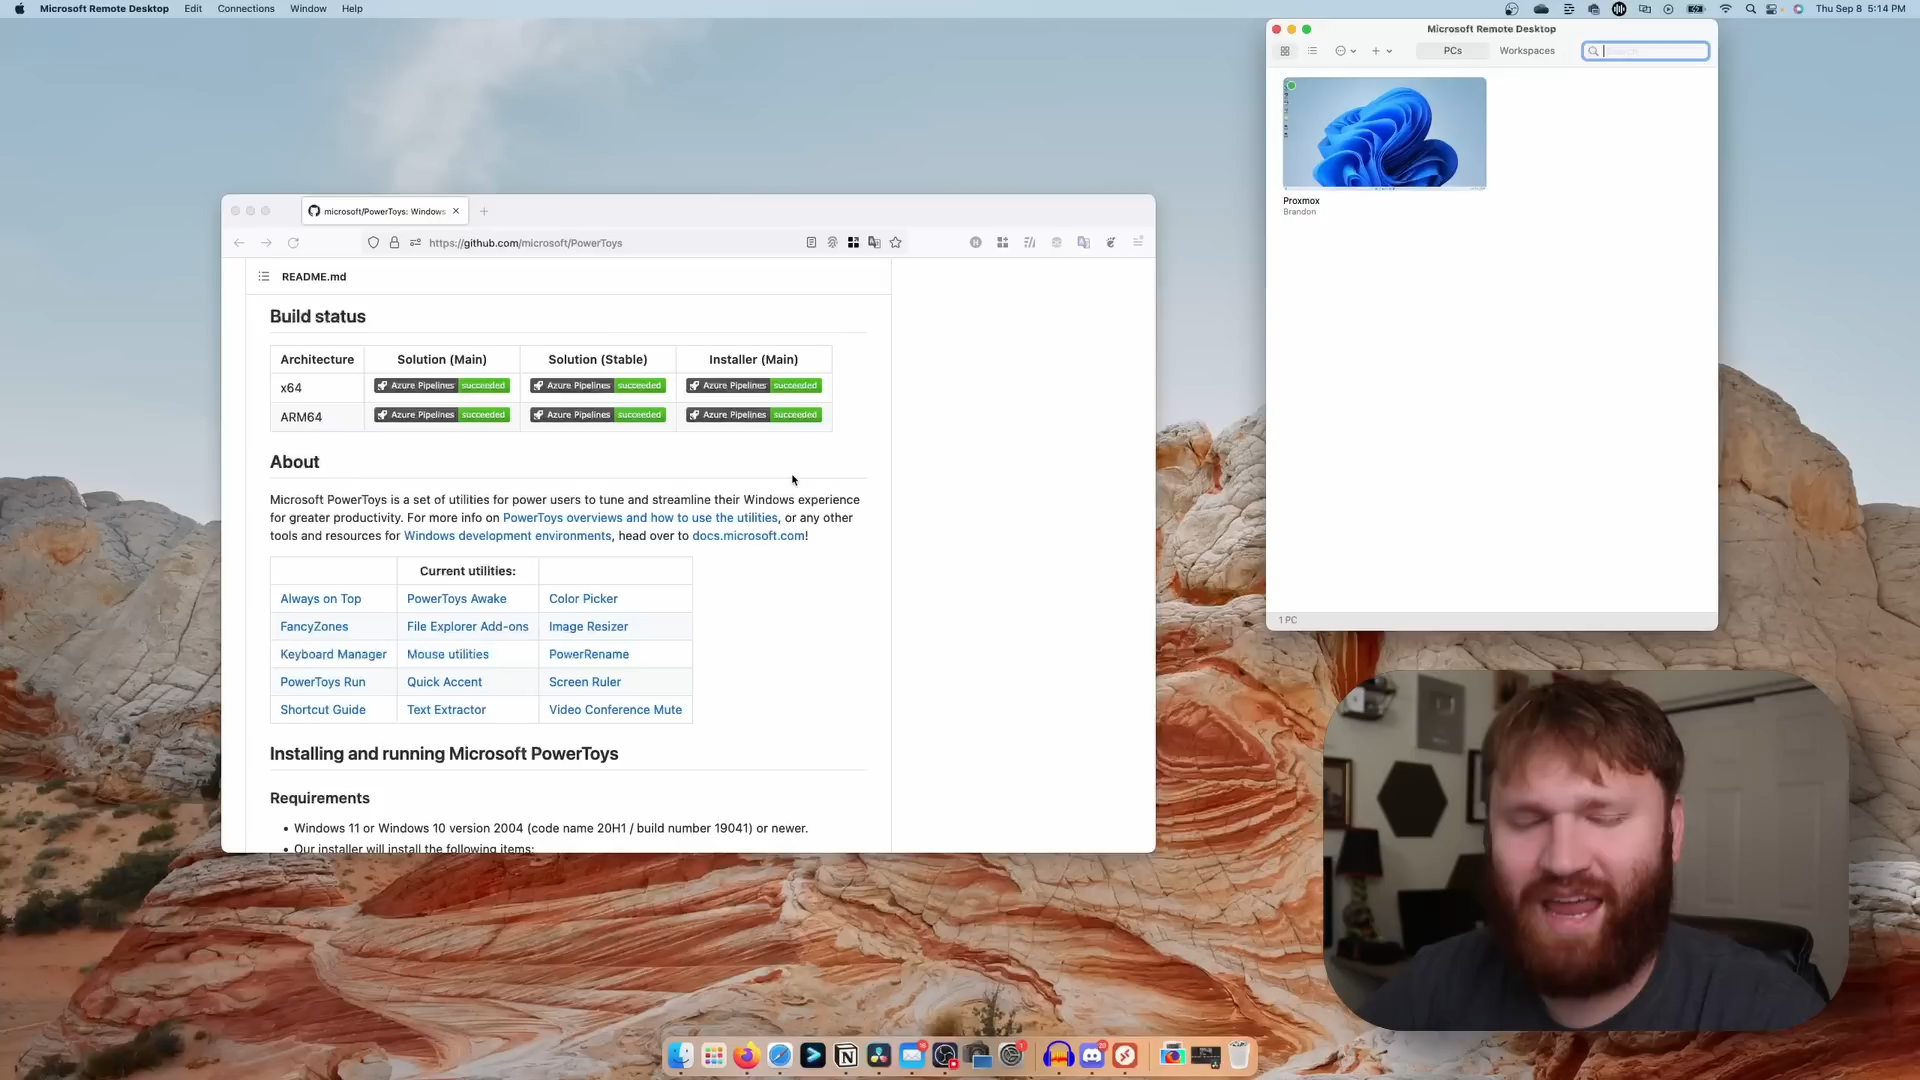 Microsoft Remote Desktop Edit Connections Window Help
Thu Sep 8 5:14 PM
Microsoft Remote Desktop
PCs Workspaces
Proxmox
Brandon
1 PC
microsoft/PowerToys: Windows
https://github.com/microsoft/PowerToys
README.md
Build status
Architecture Solution (Main) Solution (Stable) Installer (Main)
x64 Azure Pipelines succeeded Azure Pipelines succeeded Azure Pipelines succeeded
ARM64 Azure Pipelines succeeded Azure Pipelines succeeded Azure Pipelines succeeded
About
Microsoft PowerToys is a set of utilities for power users to tune and streamline their Windows experience
for greater productivity. For more info on PowerToys overviews and how to use the utilities, or any other
tools and resources for Windows development environments, head over to docs.microsoft.com!
Current utilities:
Always on Top PowerToys Awake Color Picker
FancyZones File Explorer Add-ons Image Resizer
Keyboard Manager Mouse utilities PowerRename
PowerToys Run Quick Accent Screen Ruler
Shortcut Guide Text Extractor Video Conference Mute
Installing and running Microsoft PowerToys
Requirements
• Windows 11 or Windows 10 version 2004 (code name 20H1 / build number 19041) or newer.
• Our installer will install the following items: